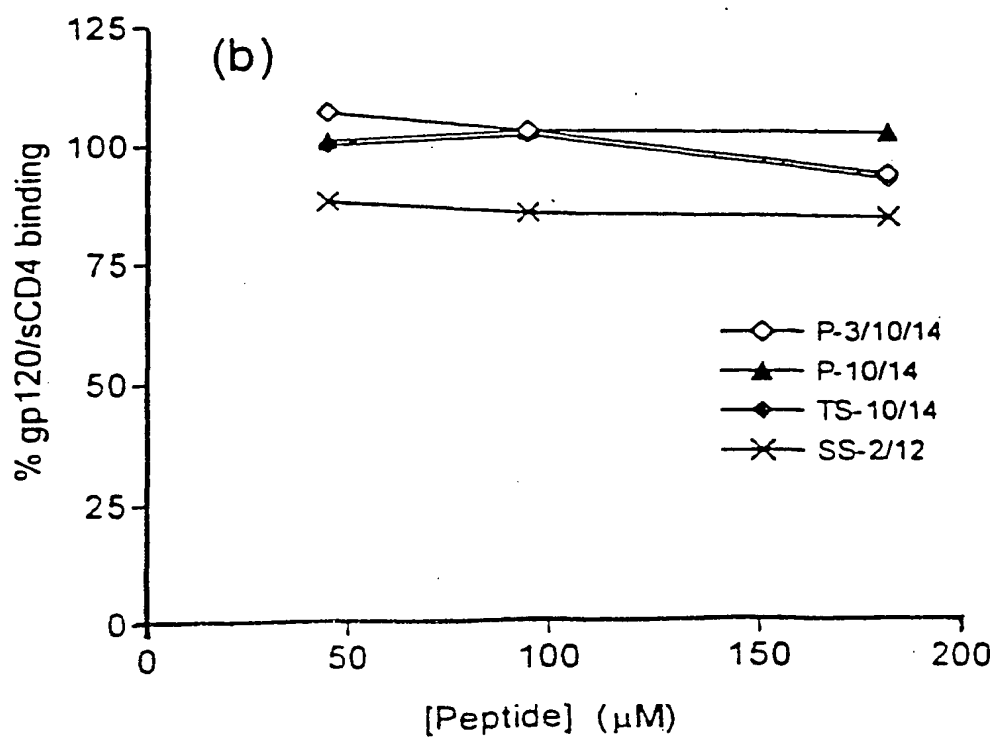 (b)
125
100
75
50
25
0
% gp120/sCD4 binding
0 50 100 150 200
[Peptide] (µM)
P-3/10/14
P-10/14
TS-10/14
SS-2/12